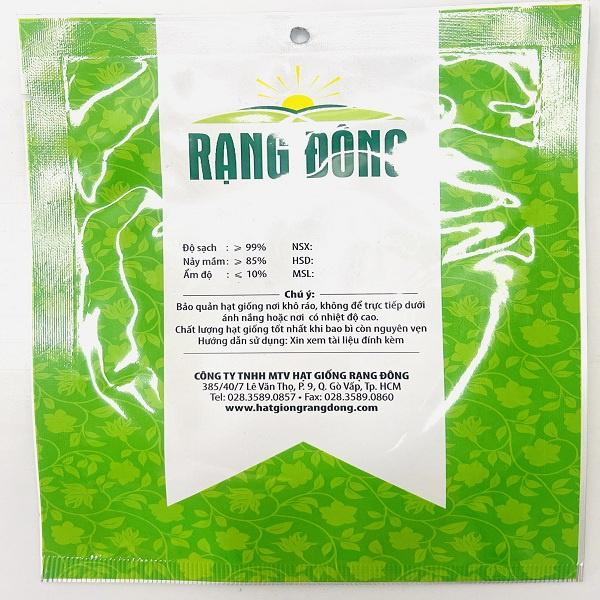 RẠNG ĐÔNG
Độ sạch : ⩾ 99% NSX:
Nảy mầm: ⩾ 85% HSD:
Ẩm độ : ⩽ 10% MSL:
Chú ý:
Bảo quản hạt giống nơi khô ráo, không để trực tiếp dưới
ánh nắng hoặc nơi có nhiệt độ cao.
Chất lượng hạt giống tốt nhất khi bao bì còn nguyên vẹn
Hướng dẫn sử dụng: Xin xem tài liệu đính kèm
CÔNG TY TNHH MTV HẠT GIỐNG RẠNG ĐÔNG
385/40/7 Lê Văn Thọ, P. 9, Q. Gò Vấp, Tp. HCM
Tel: 028.3589.0857 • Fax: 028.3589.0860
www.hatgiongrangdong.com